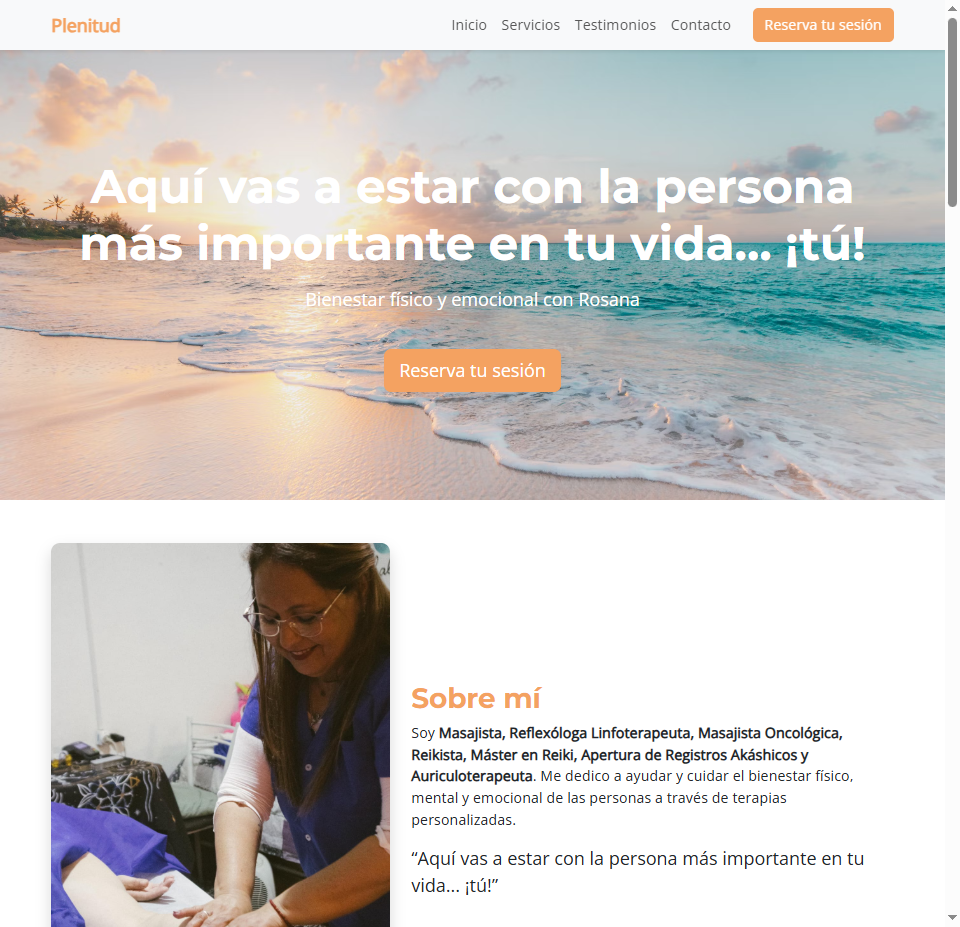 Plenitud
Inicio Servicios Testimonios Contacto Reserva tu sesión
Aquí vas a estar con la persona
más importante en tu vida... ¡tú!
Bienestar físico y emocional con Rosana
Reserva tu sesión
Sobre mí
Soy Masajista, Reflexóloga Linfoterapeuta, Masajista Oncológica,
Reikista, Máster en Reiki, Apertura de Registros Akáshicos y
Auriculoterapeuta. Me dedico a ayudar y cuidar el bienestar físico,
mental y emocional de las personas a través de terapias
personalizadas.
“Aquí vas a estar con la persona más importante en tu
vida... ¡tú!”